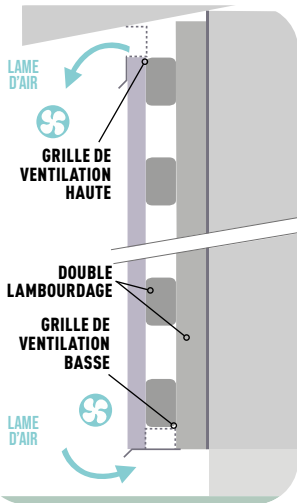 LAME
D'AIR
GRILLE DE
VENTILATION
HAUTE
DOUBLE
LAMBOURDAGE
GRILLE DE
VENTILATION
BASSE
LAME
D'AIR